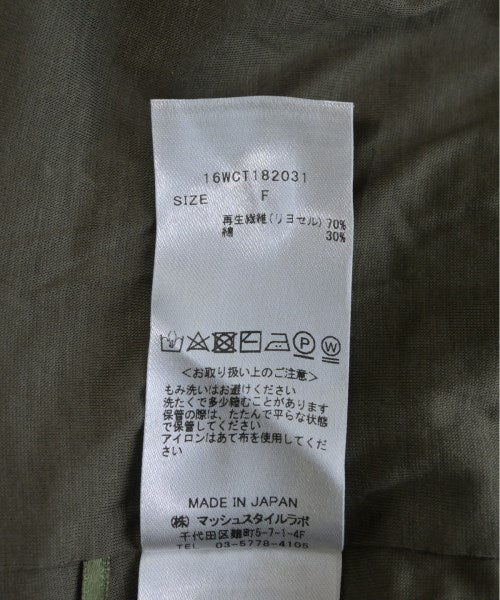 16WCT182031
SIZE F
再生繊維(リヨセル) 70%
綿 30%
<お取り扱い上のご注意>
もみ洗いはお避けください
洗たくで多少縮むことがあります
保管の際は、たたんで平らな状態
で保管してください
アイロンはあて布を使用してください
MADE IN JAPAN
(株) マッシュスタイルラボ
千代田区麹町5-7-1-4F
TEL 03-5778-4105